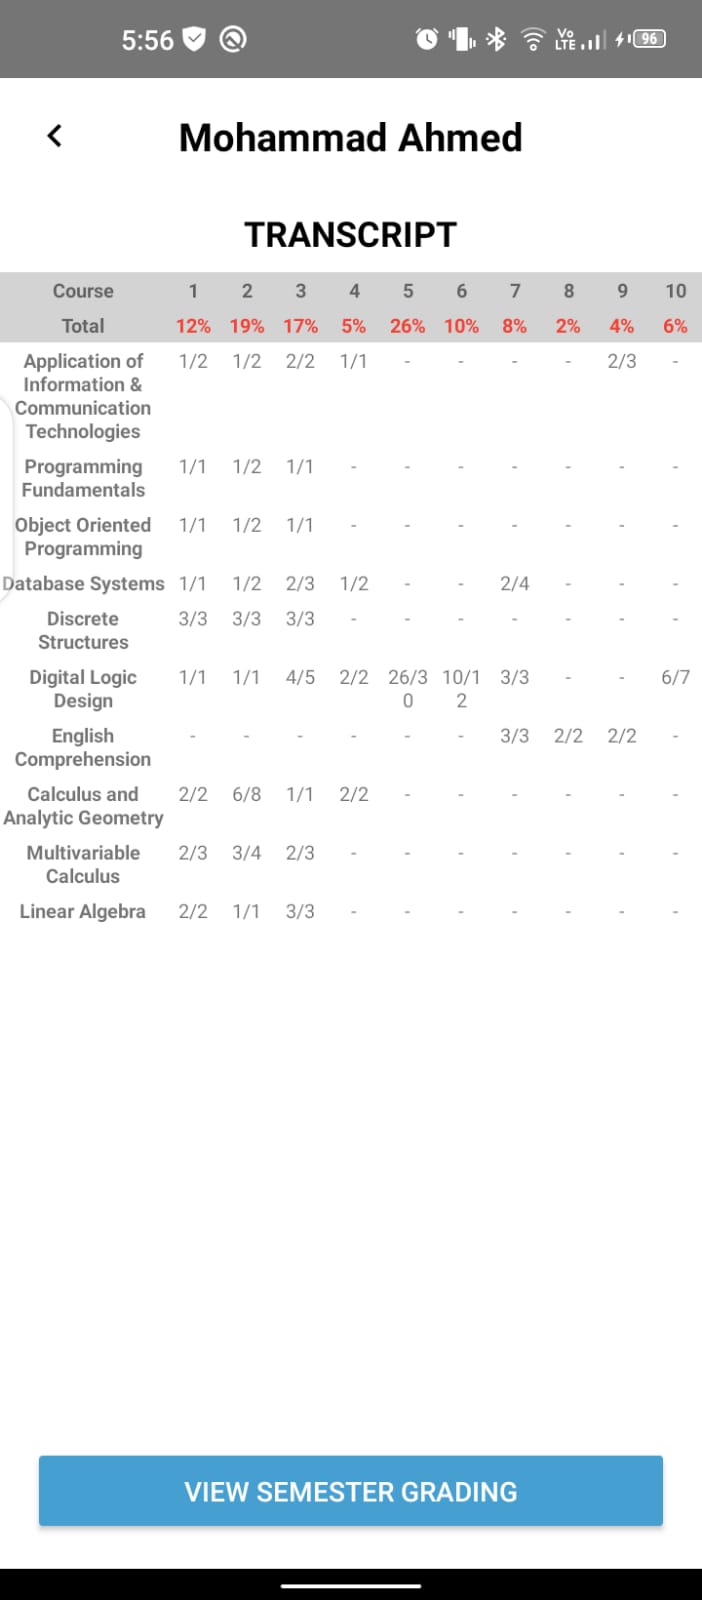 5:56 Vo LTE 96
Mohammad Ahmed
TRANSCRIPT
Course 1 2 3 4 5 6 7 8 9 10
Total 12% 19% 17% 5% 26% 10% 8% 2% 4% 6%
Application of 1/2 1/2 2/2 1/1 - - - - 2/3 -
Information &
Communication
Technologies
Programming 1/1 1/2 1/1 - - - - - - -
Fundamentals
Object Oriented 1/1 1/2 1/1 - - - - - - -
Programming
Database Systems 1/1 1/2 2/3 1/2 - - 2/4 - - -
Discrete 3/3 3/3 3/3 - - - - - - -
Structures
Digital Logic 1/1 1/1 4/5 2/2 26/3 10/1 3/3 - - 6/7
Design 0 2
English - - - - - - 3/3 2/2 2/2 -
Comprehension
Calculus and 2/2 6/8 1/1 2/2 - - - - - -
Analytic Geometry
Multivariable 2/3 3/4 2/3 - - - - - - -
Calculus
Linear Algebra 2/2 1/1 3/3 - - - - - - -
VIEW SEMESTER GRADING